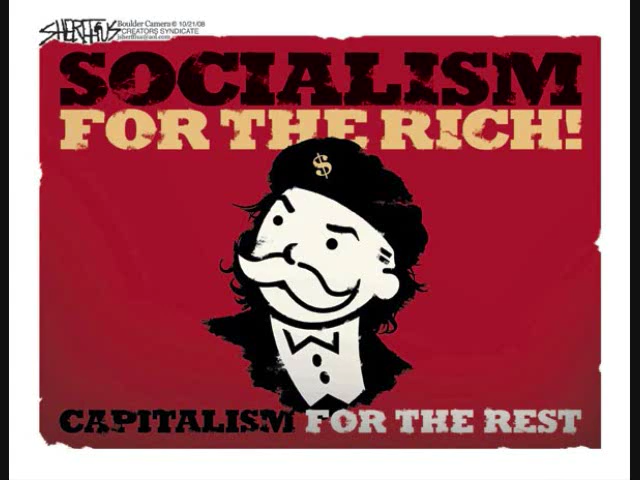 SHERFFIUS
Boulder Camera © 10/21/08
CREATORS SYNDICATE
SOCIALISM
FOR THE RICH!
$
CAPITALISM FOR THE REST